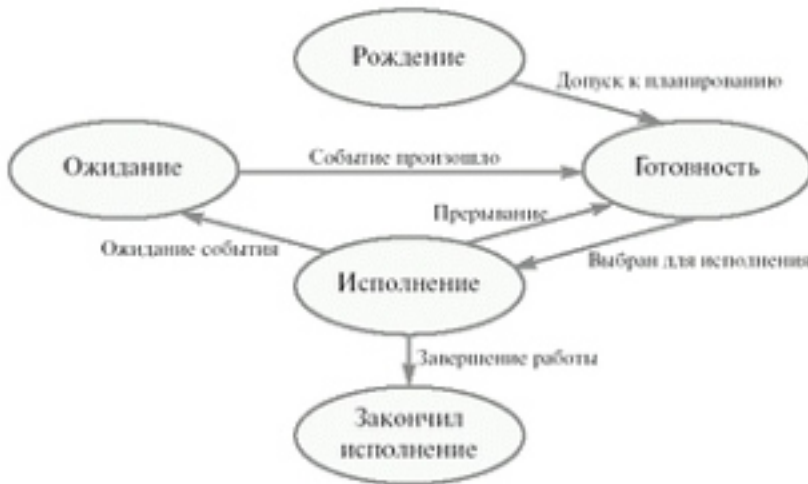 Рождение
Допуск к планированию
Ожидание
Событие произошло
Готовность
Прерывание
Ожидание события
Выбран для исполнения
Исполнение
Завершение работы
Закончил
исполнение